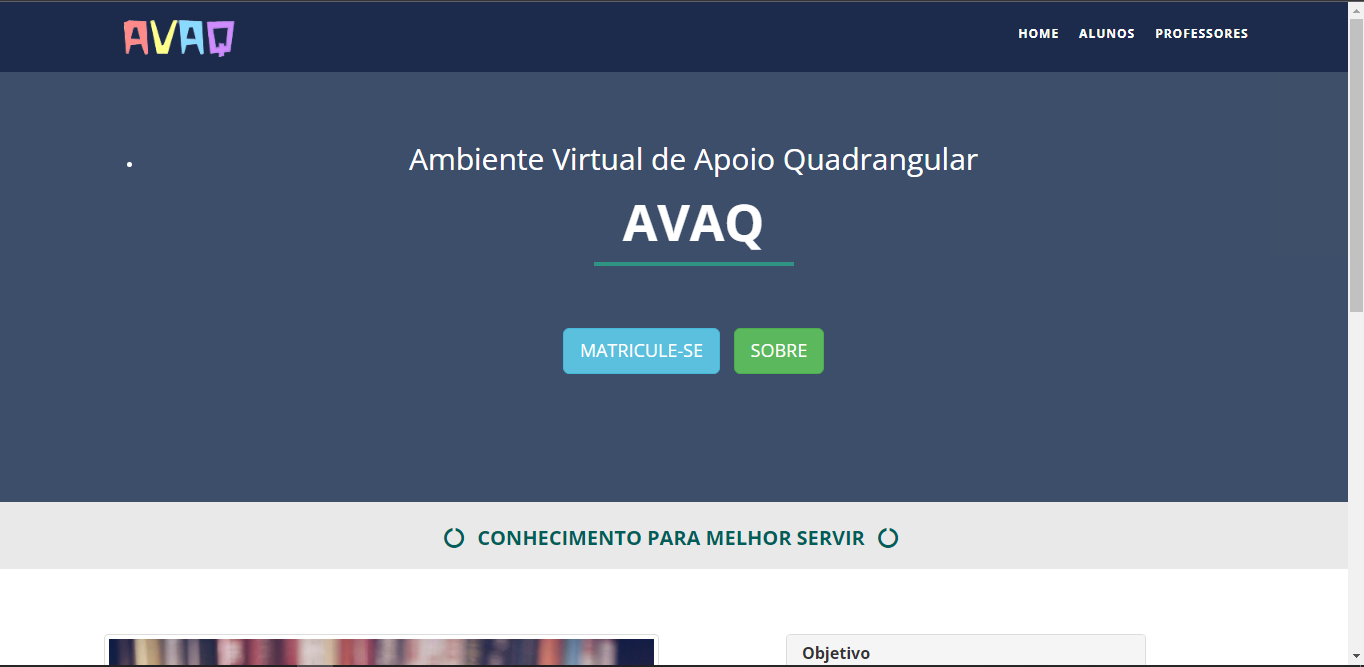 AVAQ
HOME ALUNOS PROFESSORES
Ambiente Virtual de Apoio Quadrangular
AVAQ
MATRICULE-SE SOBRE
CONHECIMENTO PARA MELHOR SERVIR
Objetivo